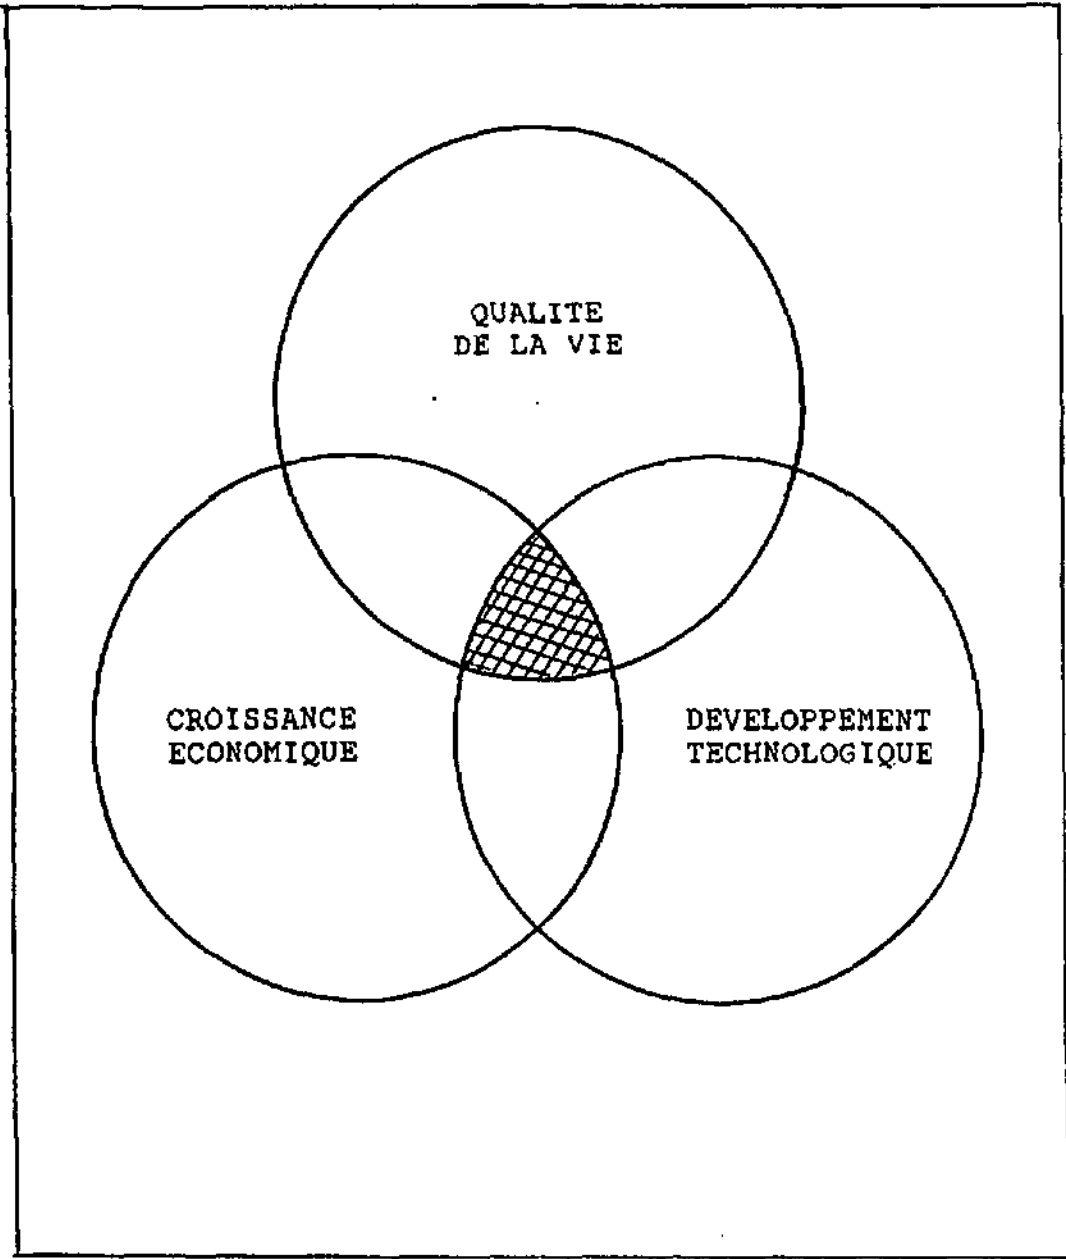 QUALITE
DE LA VIE
CROISSANCE
ECONOMIQUE
DEVELOPPEMENT
TECHNOLOGIQUE